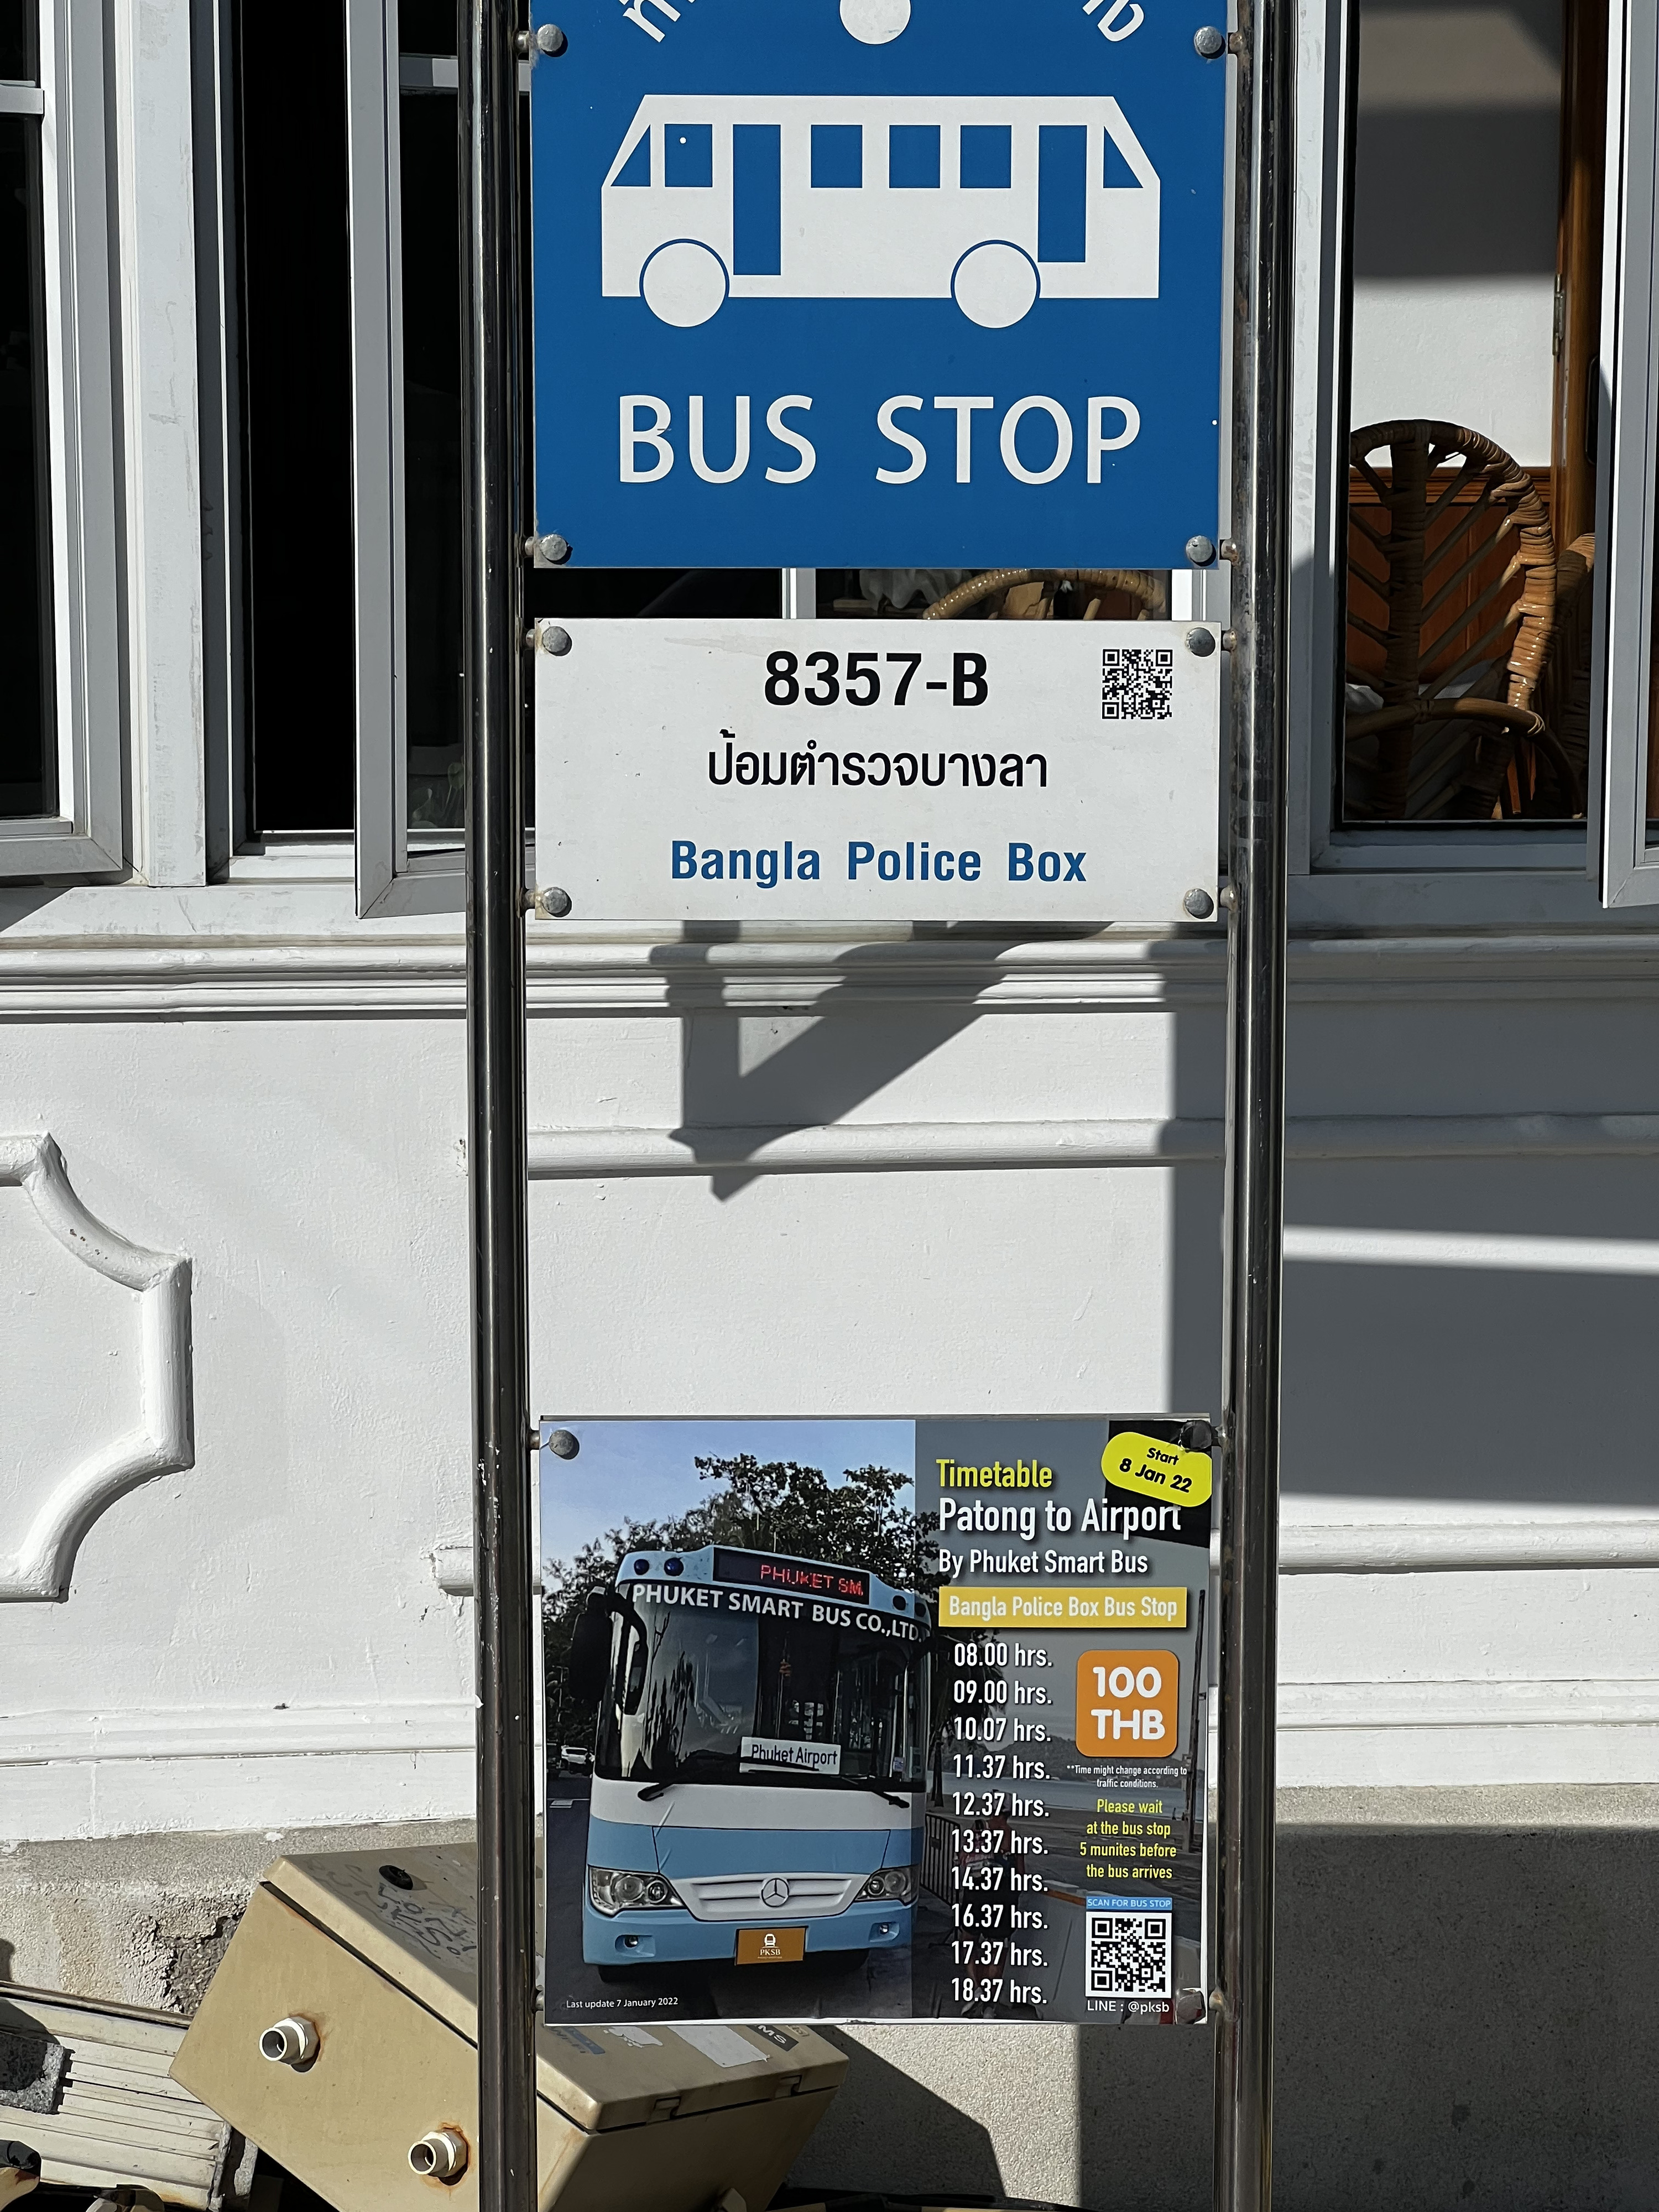 BUS STOP
8357-B
ป้อมตำรวจบางลา
Bangla Police Box
Start
8 Jan 22
Timetable
Patong to Airport
By Phuket Smart Bus
Bangla Police Box Bus Stop
08.00 hrs.
09.00 hrs.
10.07 hrs.
11.37 hrs.
12.37 hrs.
13.37 hrs.
14.37 hrs.
16.37 hrs.
17.37 hrs.
18.37 hrs.
100
THB
**Time might change according to
traffic conditions.
Please wait
at the bus stop
5 munites before
the bus arrives
SCAN FOR BUS STOP
LINE : @pksb
PHUKET SM
PHUKET SMART BUS CO.,LTD.
Phuket Airport
PKSB
Last update 7 January 2022